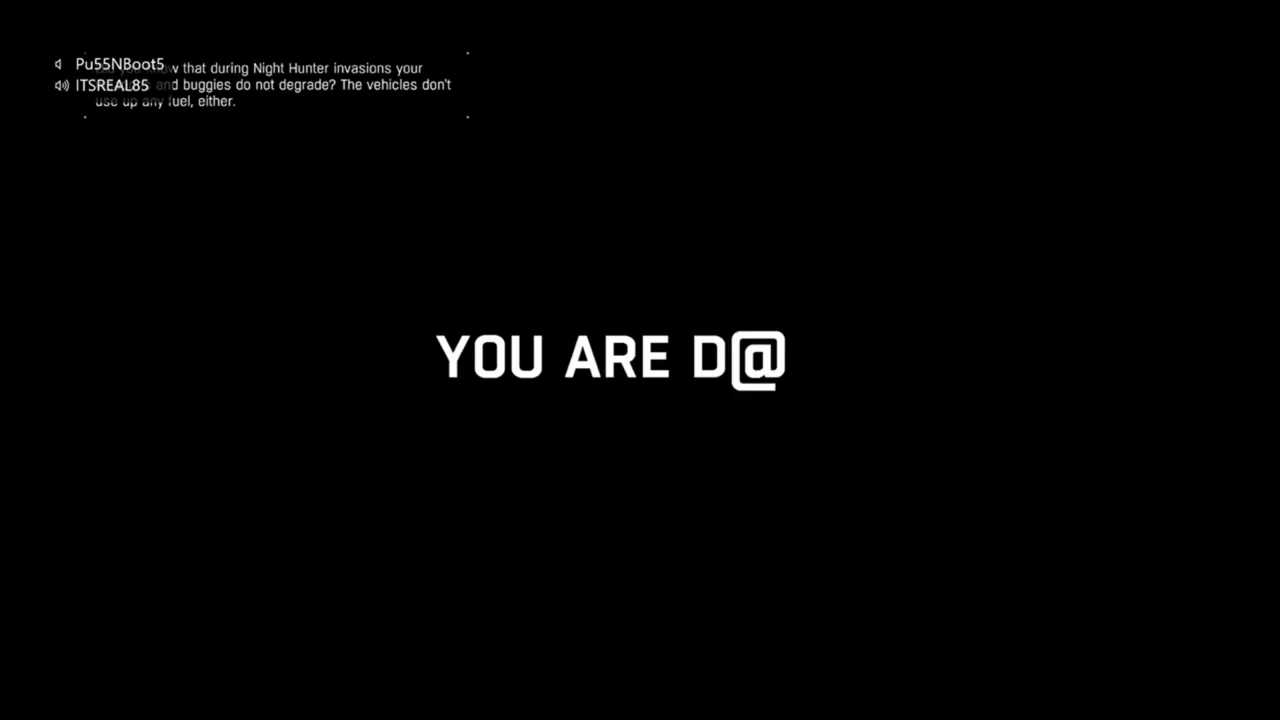 Pu55NBoot5
ITSREAL85
that during Night Hunter invasions your
and buggies do not degrade? The vehicles don't
use up any fuel, either.
YOU ARE D@